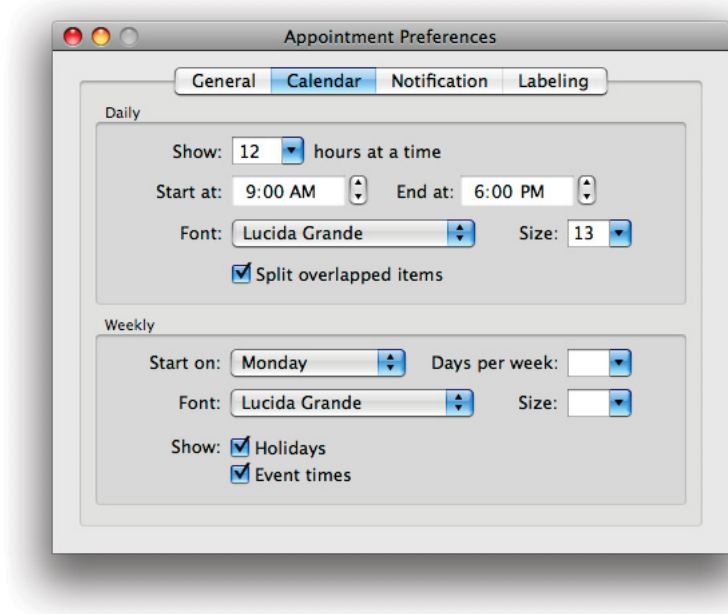 Appointment Preferences
General Calendar Notification Labeling
Daily
Show: 12 hours at a time
Start at: 9:00 AM End at: 6:00 PM
Font: Lucida Grande Size: 13
Split overlapped items
Weekly
Start on: Monday Days per week:
Font: Lucida Grande Size:
Show: Holidays
Event times